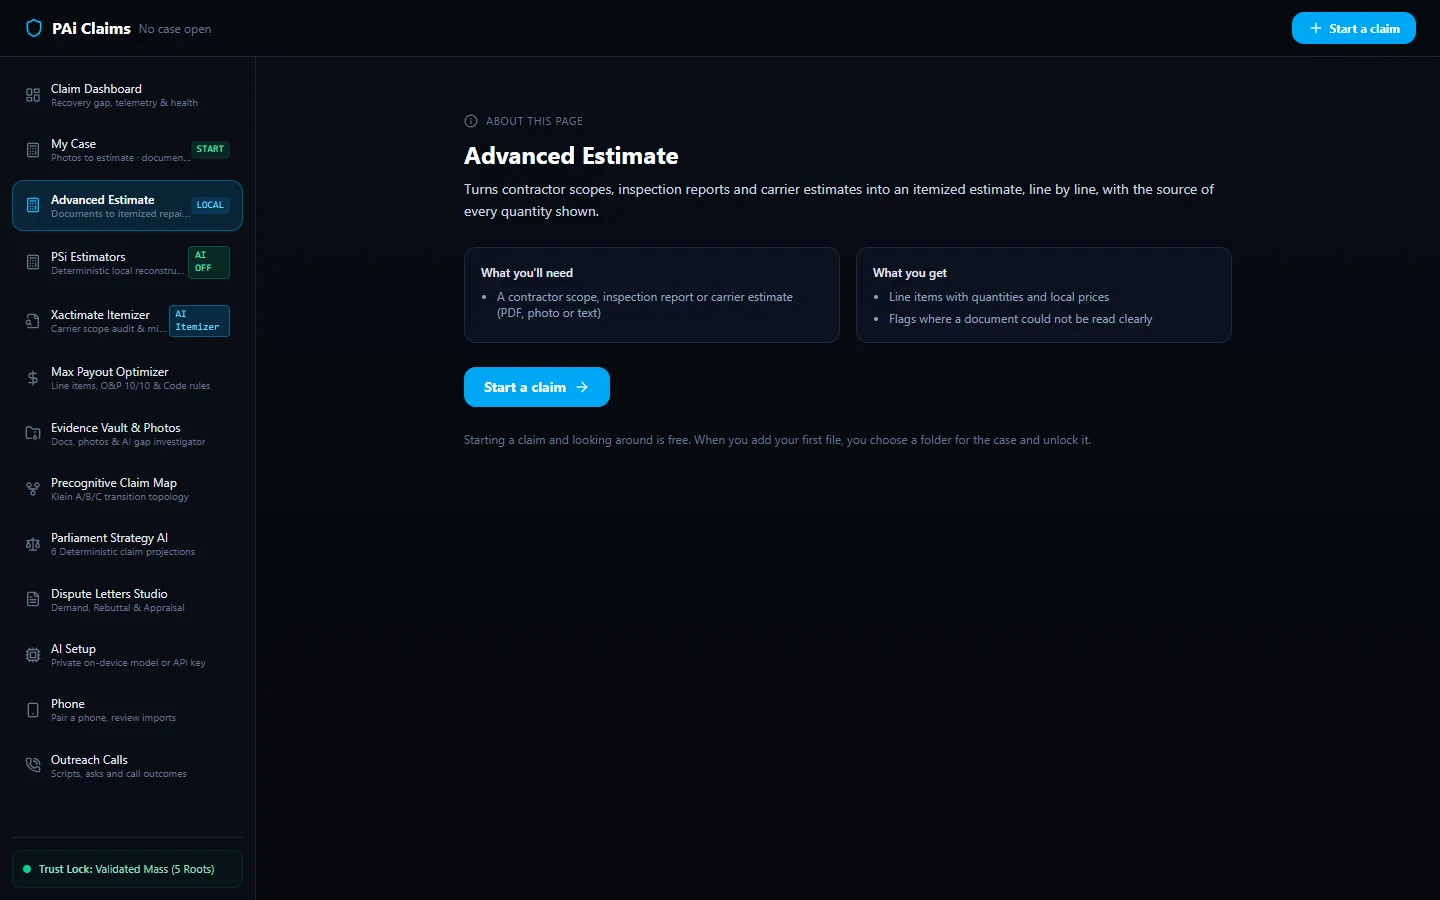 PAi Claims No case open
+ Start a claim
Claim Dashboard
Recovery gap, telemetry & health
My Case
Photos to estimate · documen...
START
Advanced Estimate
Documents to itemized repai...
LOCAL
PSi Estimators
Deterministic local reconstru...
AI
OFF
Xactimate Itemizer
Carrier scope audit & mi...
AI
Itemizer
Max Payout Optimizer
Line items, O&P 10/10 & Code rules
Evidence Vault & Photos
Docs, photos & AI gap investigator
Precognitive Claim Map
Klein A/B/C transition topology
Parliament Strategy AI
6 Deterministic claim projections
Dispute Letters Studio
Demand, Rebuttal & Appraisal
AI Setup
Private on-device model or API key
Phone
Pair a phone, review imports
Outreach Calls
Scripts, asks and call outcomes
Trust Lock: Validated Mass (5 Roots)
ABOUT THIS PAGE
Advanced Estimate
Turns contractor scopes, inspection reports and carrier estimates into an itemized estimate, line by line, with the source of
every quantity shown.
What you'll need
• A contractor scope, inspection report or carrier estimate
(PDF, photo or text)
What you get
• Line items with quantities and local prices
• Flags where a document could not be read clearly
Start a claim →
Starting a claim and looking around is free. When you add your first file, you choose a folder for the case and unlock it.